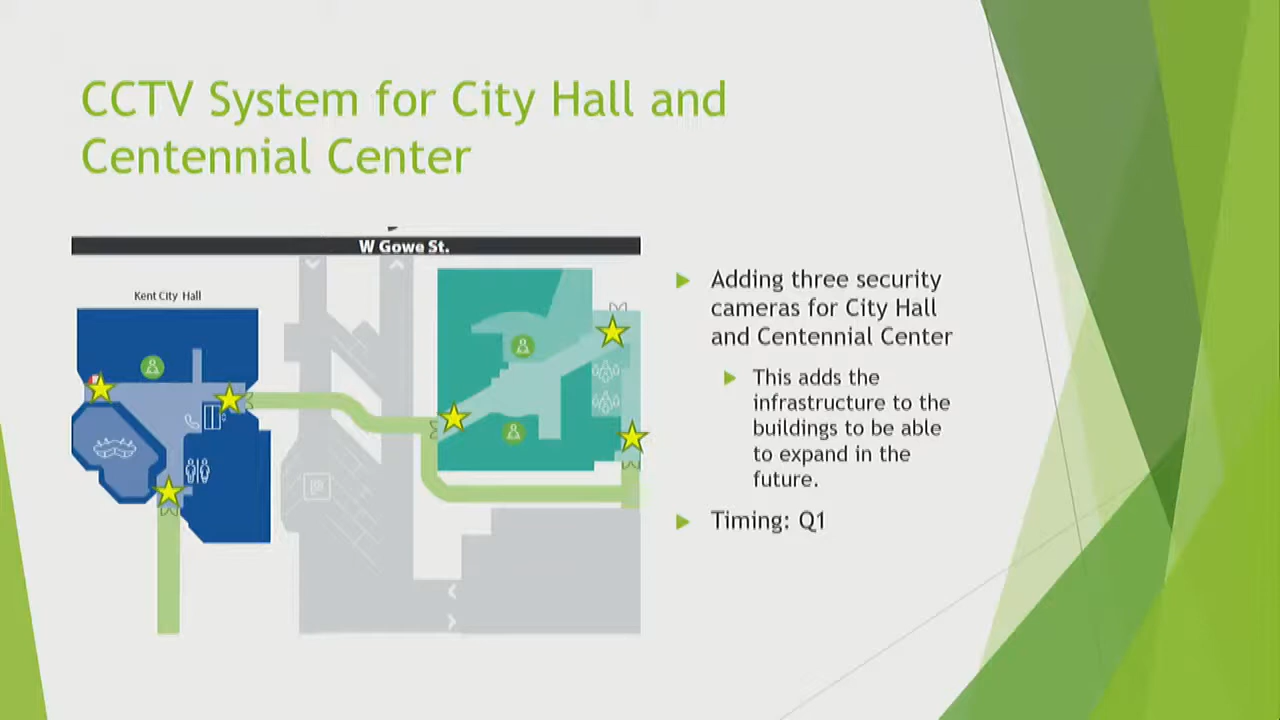 CCTV System for City Hall and
Centennial Center
W Gowe St.
Kent City Hall
Adding three security
cameras for City Hall
and Centennial Center
This adds the
infrastructure to the
buildings to be able
to expand in the
future.
Timing: Q1